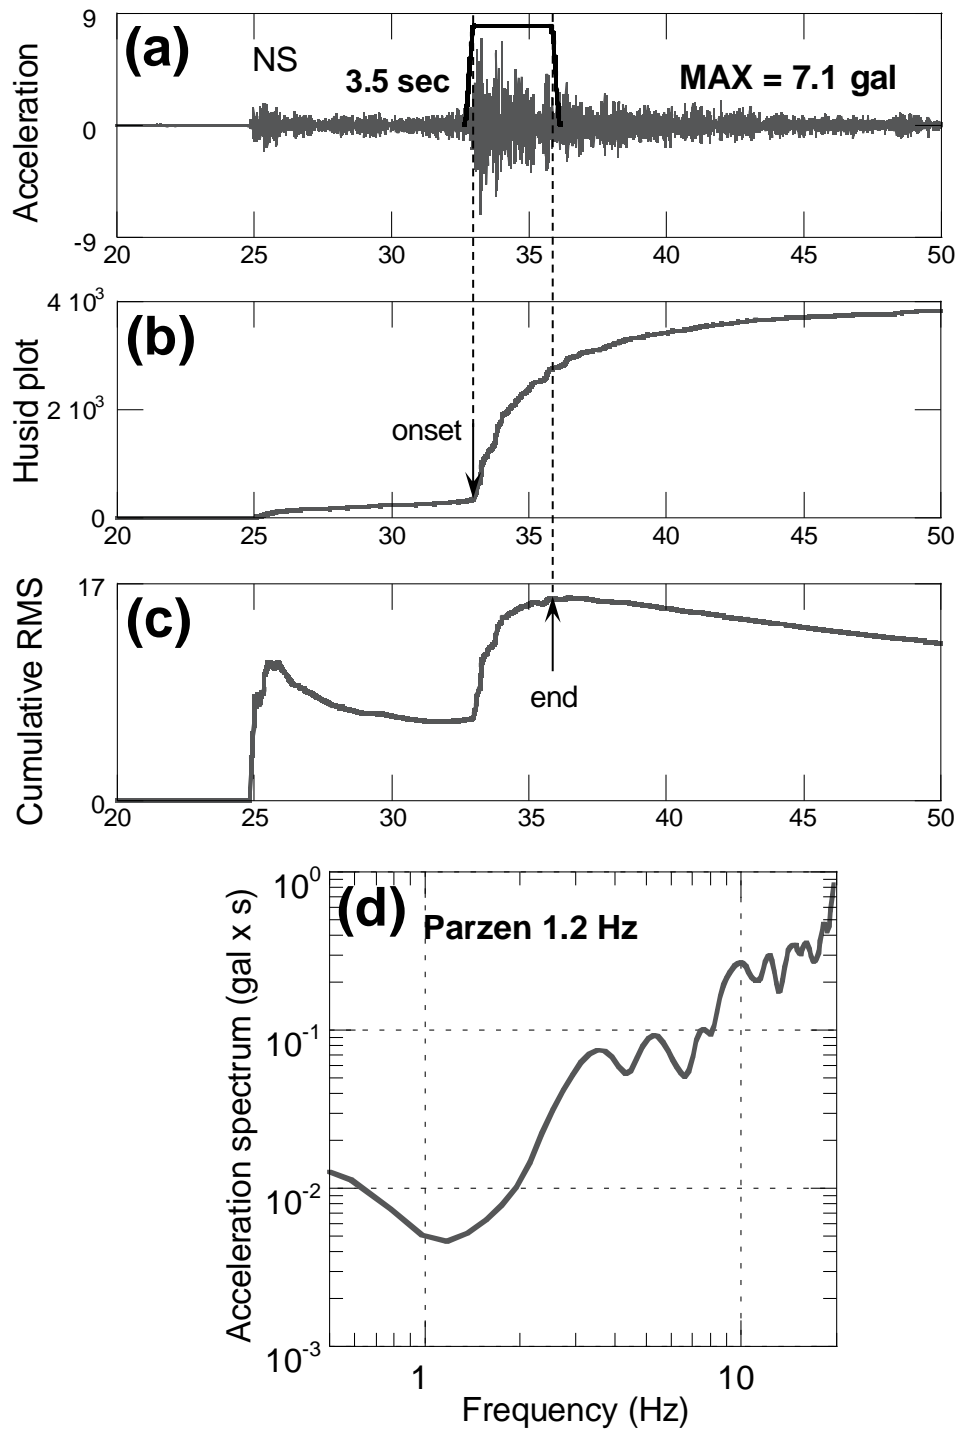 9
(a)
NS
3.5 sec
MAX = 7.1 gal
Acceleration
0
-9
20 25 30 35 40 45 50
4 10³
(b)
Husid plot
2 10³
onset
0
20 25 30 35 40 45 50
17
(c)
Cumulative RMS
end
0
20 25 30 35 40 45 50
10⁰
(d)
Parzen 1.2 Hz
Acceleration spectrum (gal x s)
10⁻¹
10⁻²
10⁻³
1 10
Frequency (Hz)